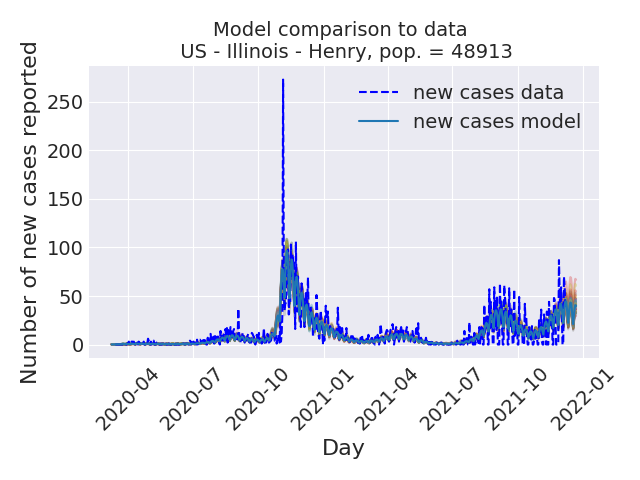 Model comparison to data
US - Illinois - Henry, pop. = 48913
Number of new cases reported
250
200
150
100
50
0
new cases data
new cases model
2020-04
2020-07
2020-10
2021-01
2021-04
2021-07
2021-10
2022-01
Day